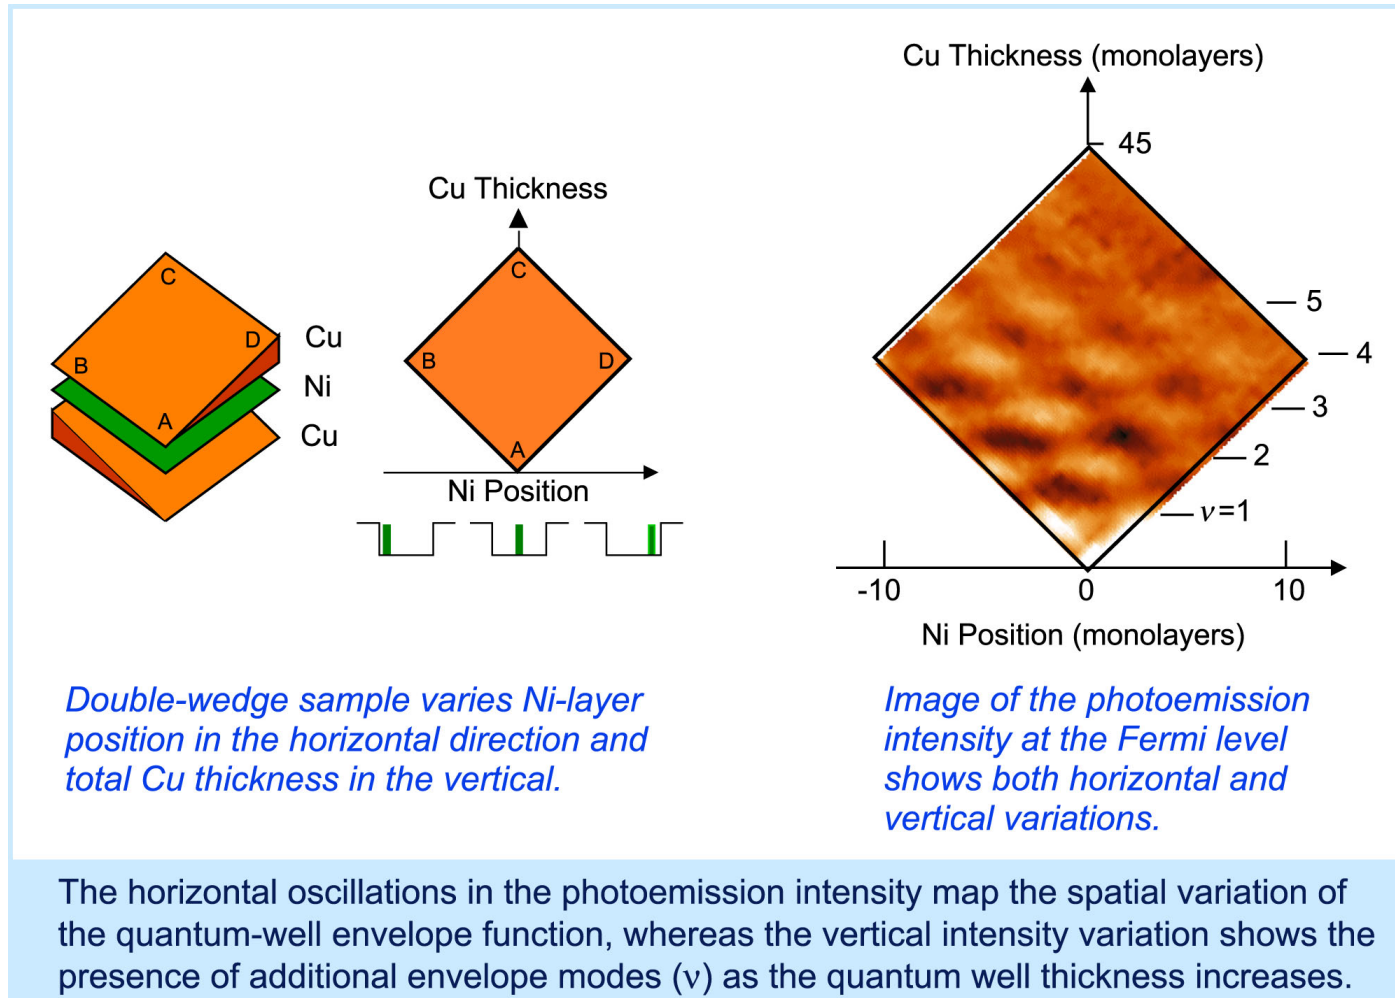 Cu Thickness (monolayers)
45
5
4
3
2
ν=1
-10
0
10
Ni Position (monolayers)
Cu Thickness
C
B
D
A
Ni Position
C
D
B
A
Cu
Ni
Cu
Double-wedge sample varies Ni-layer
position in the horizontal direction and
total Cu thickness in the vertical.
Image of the photoemission
intensity at the Fermi level
shows both horizontal and
vertical variations.
The horizontal oscillations in the photoemission intensity map the spatial variation of
the quantum-well envelope function, whereas the vertical intensity variation shows the
presence of additional envelope modes (ν) as the quantum well thickness increases.